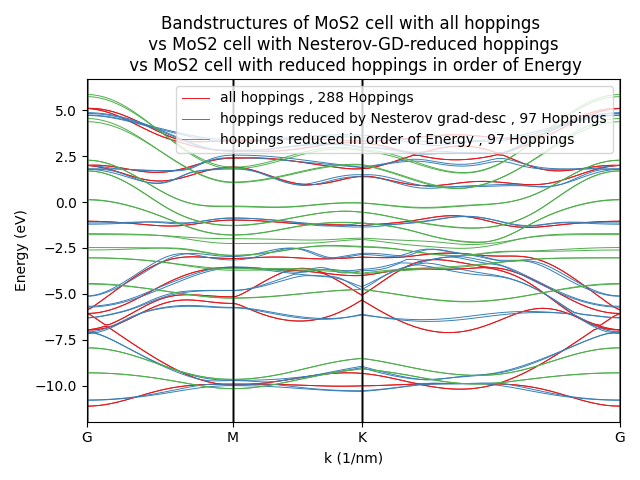 Bandstructures of MoS2 cell with all hoppings
vs MoS2 cell with Nesterov-GD-reduced hoppings
vs MoS2 cell with reduced hoppings in order of Energy
all hoppings , 288 Hoppings
hoppings reduced by Nesterov grad-desc , 97 Hoppings
hoppings reduced in order of Energy , 97 Hoppings
Energy (eV)
5.0
2.5
0.0
−2.5
−5.0
−7.5
−10.0
G M K G
k (1/nm)